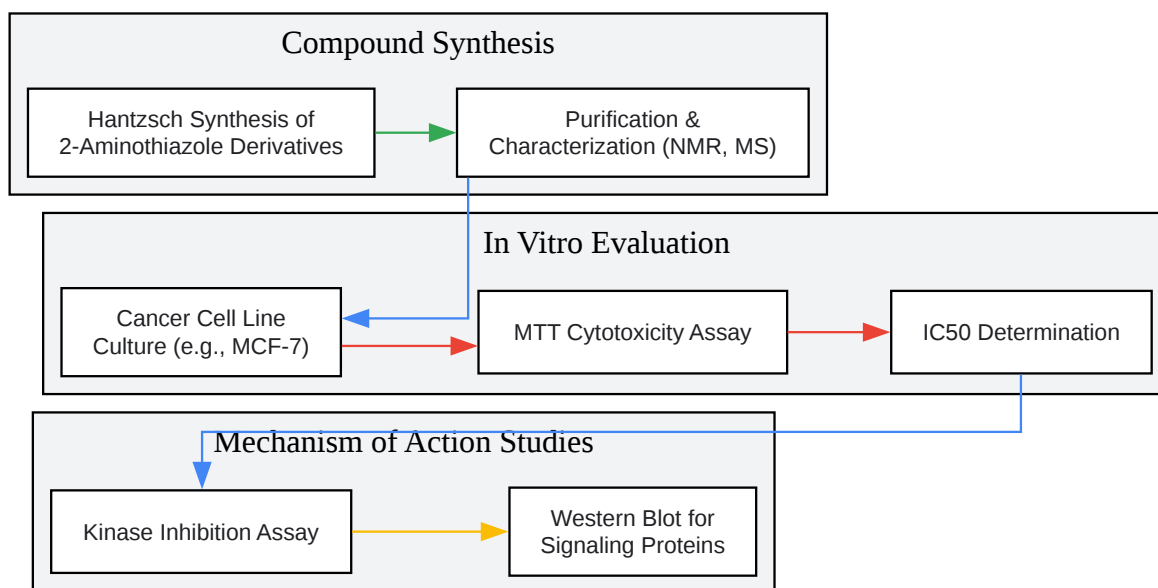 Compound Synthesis
Hantzsch Synthesis of
2-Aminothiazole Derivatives
Purification &
Characterization (NMR, MS)
In Vitro Evaluation
Cancer Cell Line
Culture (e.g., MCF-7)
MTT Cytotoxicity Assay
IC50 Determination
Mechanism of Action Studies
Kinase Inhibition Assay
Western Blot for
Signaling Proteins